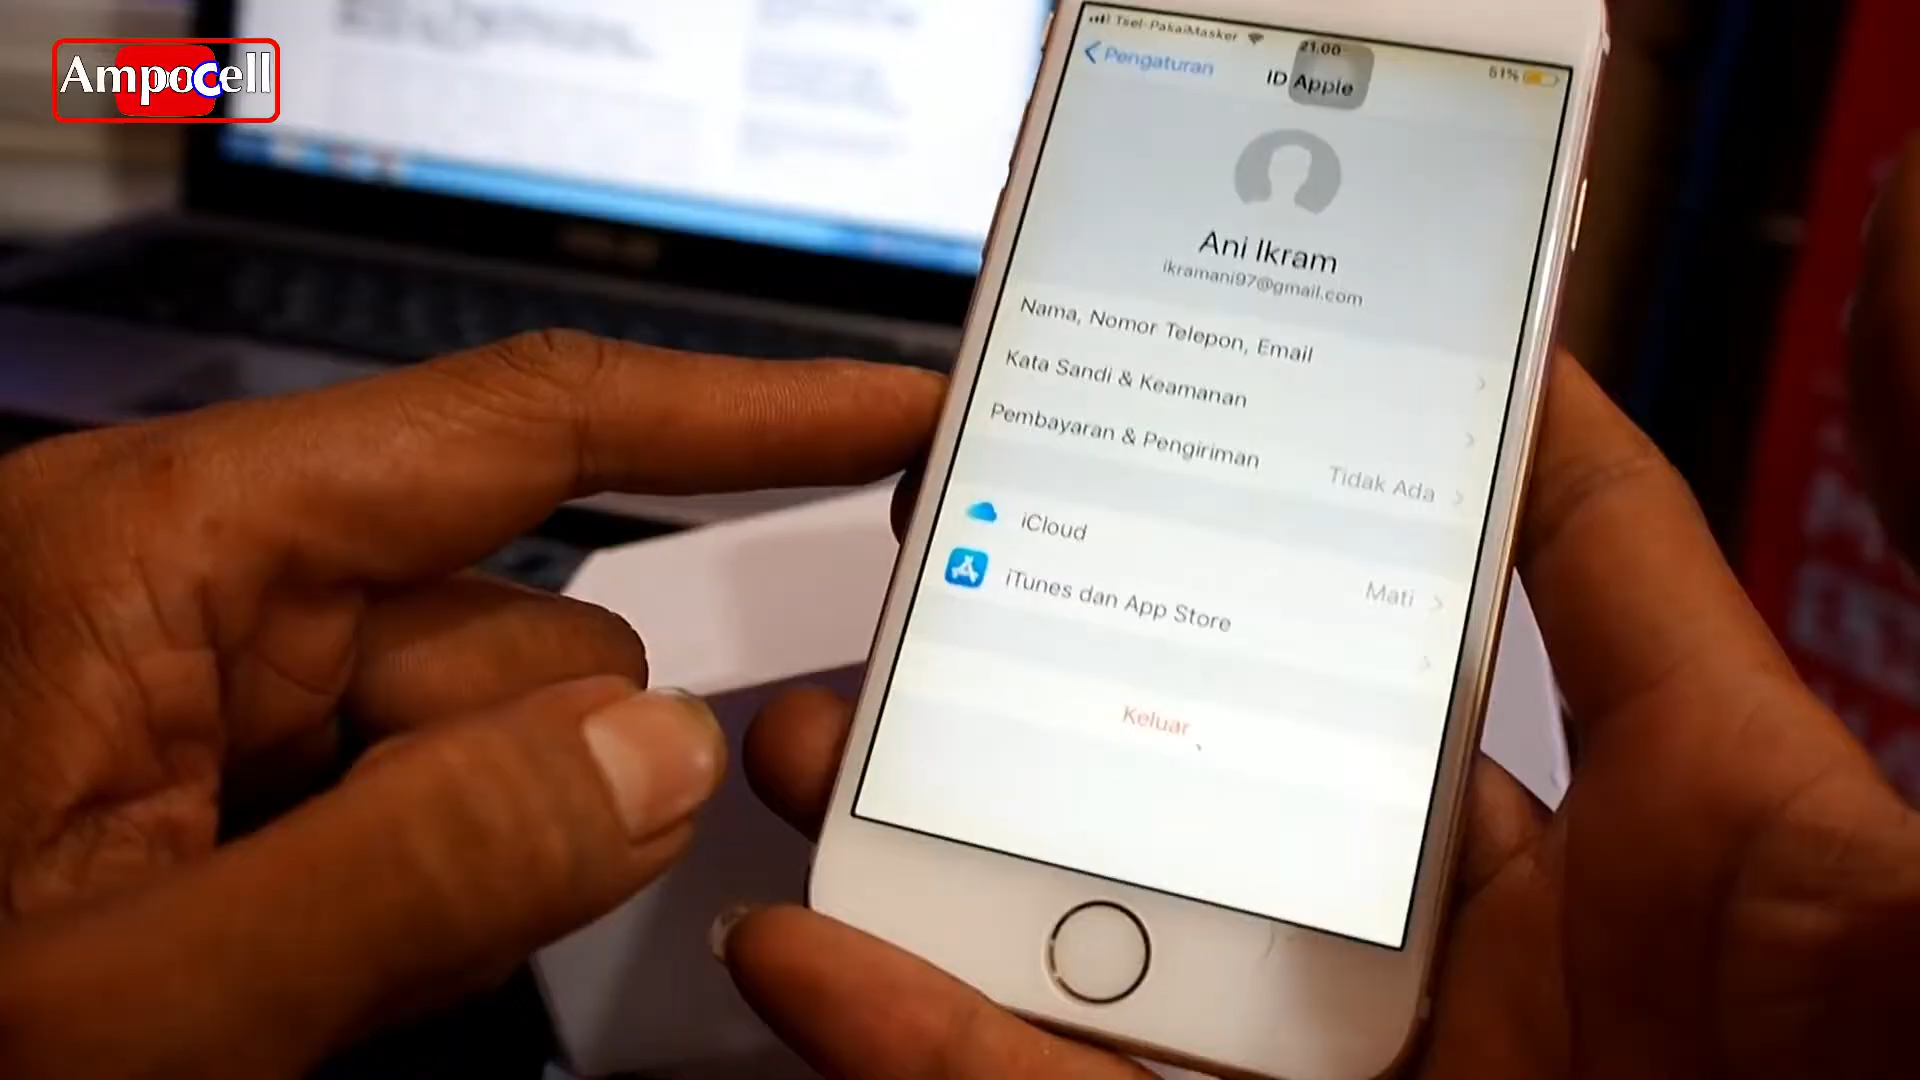 Ampocell
Tsel-PakaiMasker
21.00
51%
Pengaturan
ID Apple
Ani Ikram
ikramani97@gmail.com
Nama, Nomor Telepon, Email
Kata Sandi & Keamanan
Pembayaran & Pengiriman
Tidak Ada
iCloud
Mati
iTunes dan App Store
Keluar